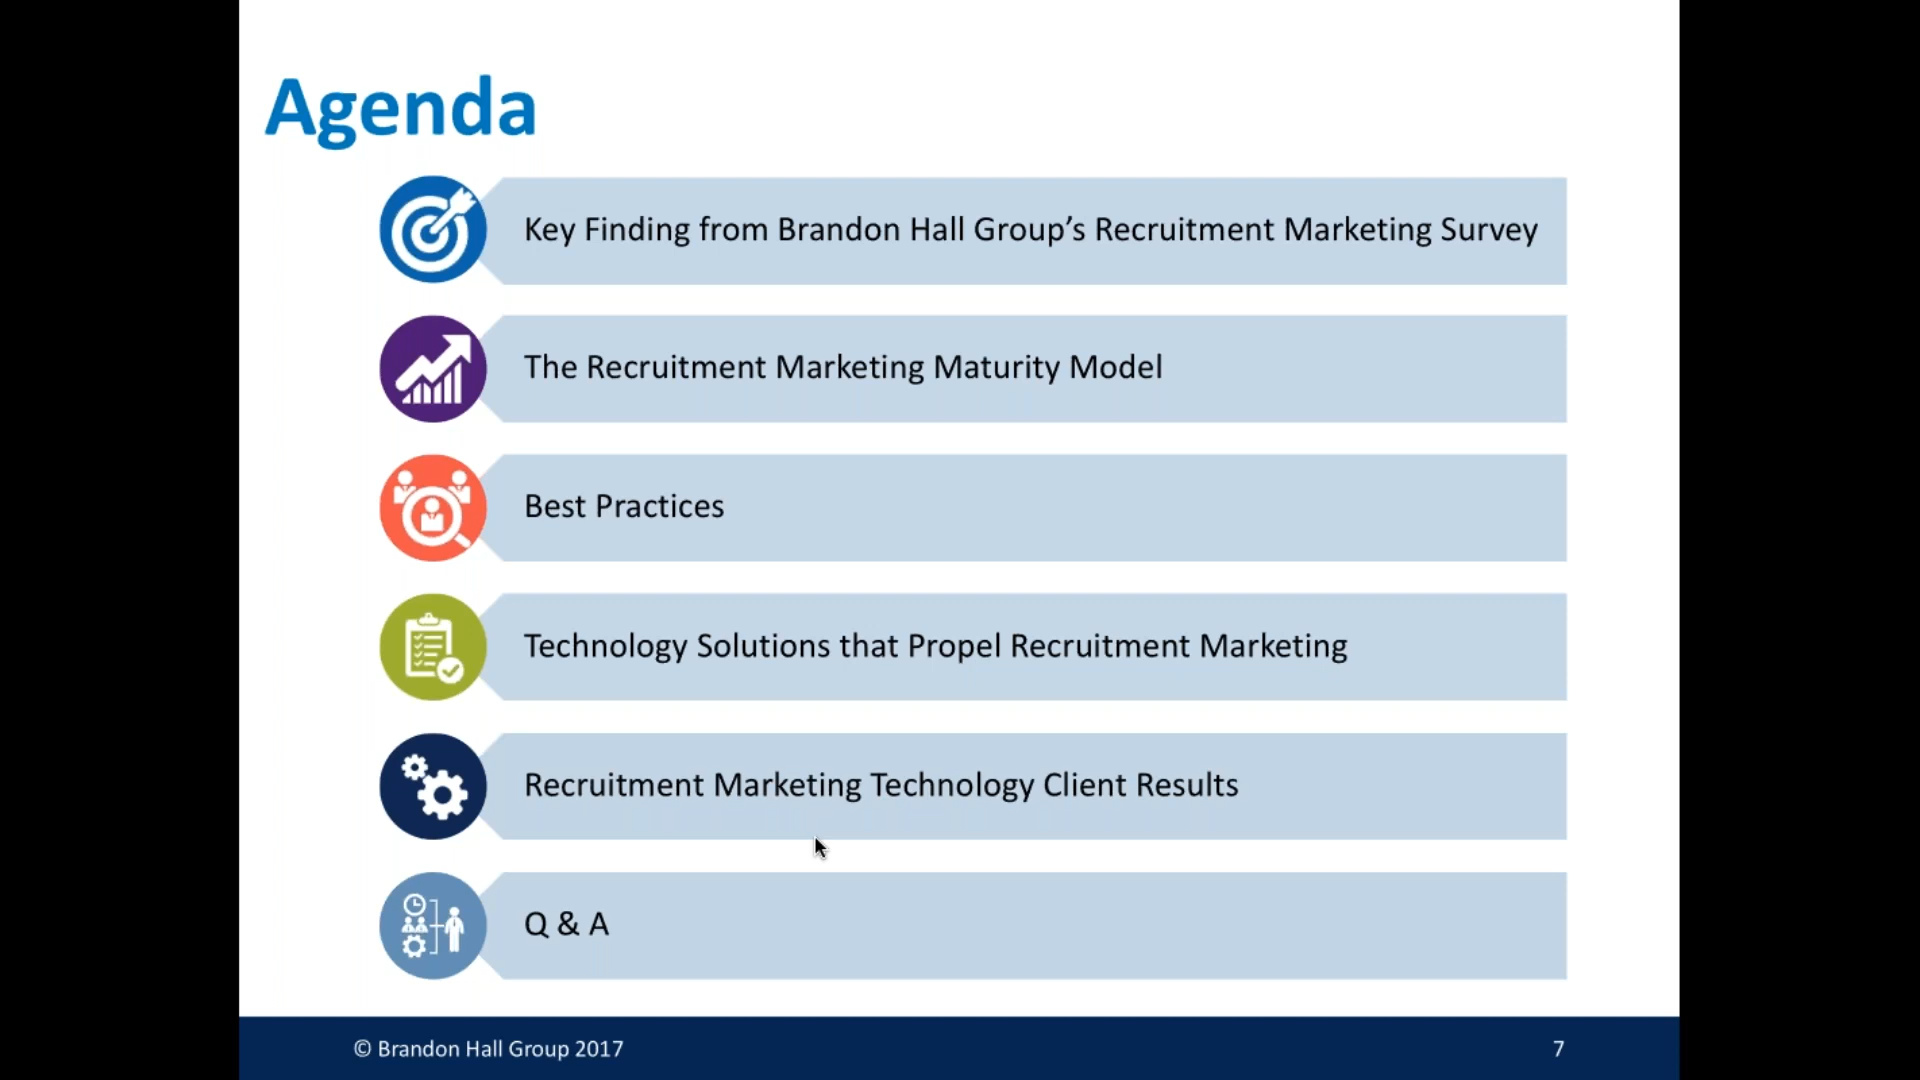 Agenda
Key Finding from Brandon Hall Group’s Recruitment Marketing Survey
The Recruitment Marketing Maturity Model
Best Practices
Technology Solutions that Propel Recruitment Marketing
Recruitment Marketing Technology Client Results
Q & A
© Brandon Hall Group 2017
7